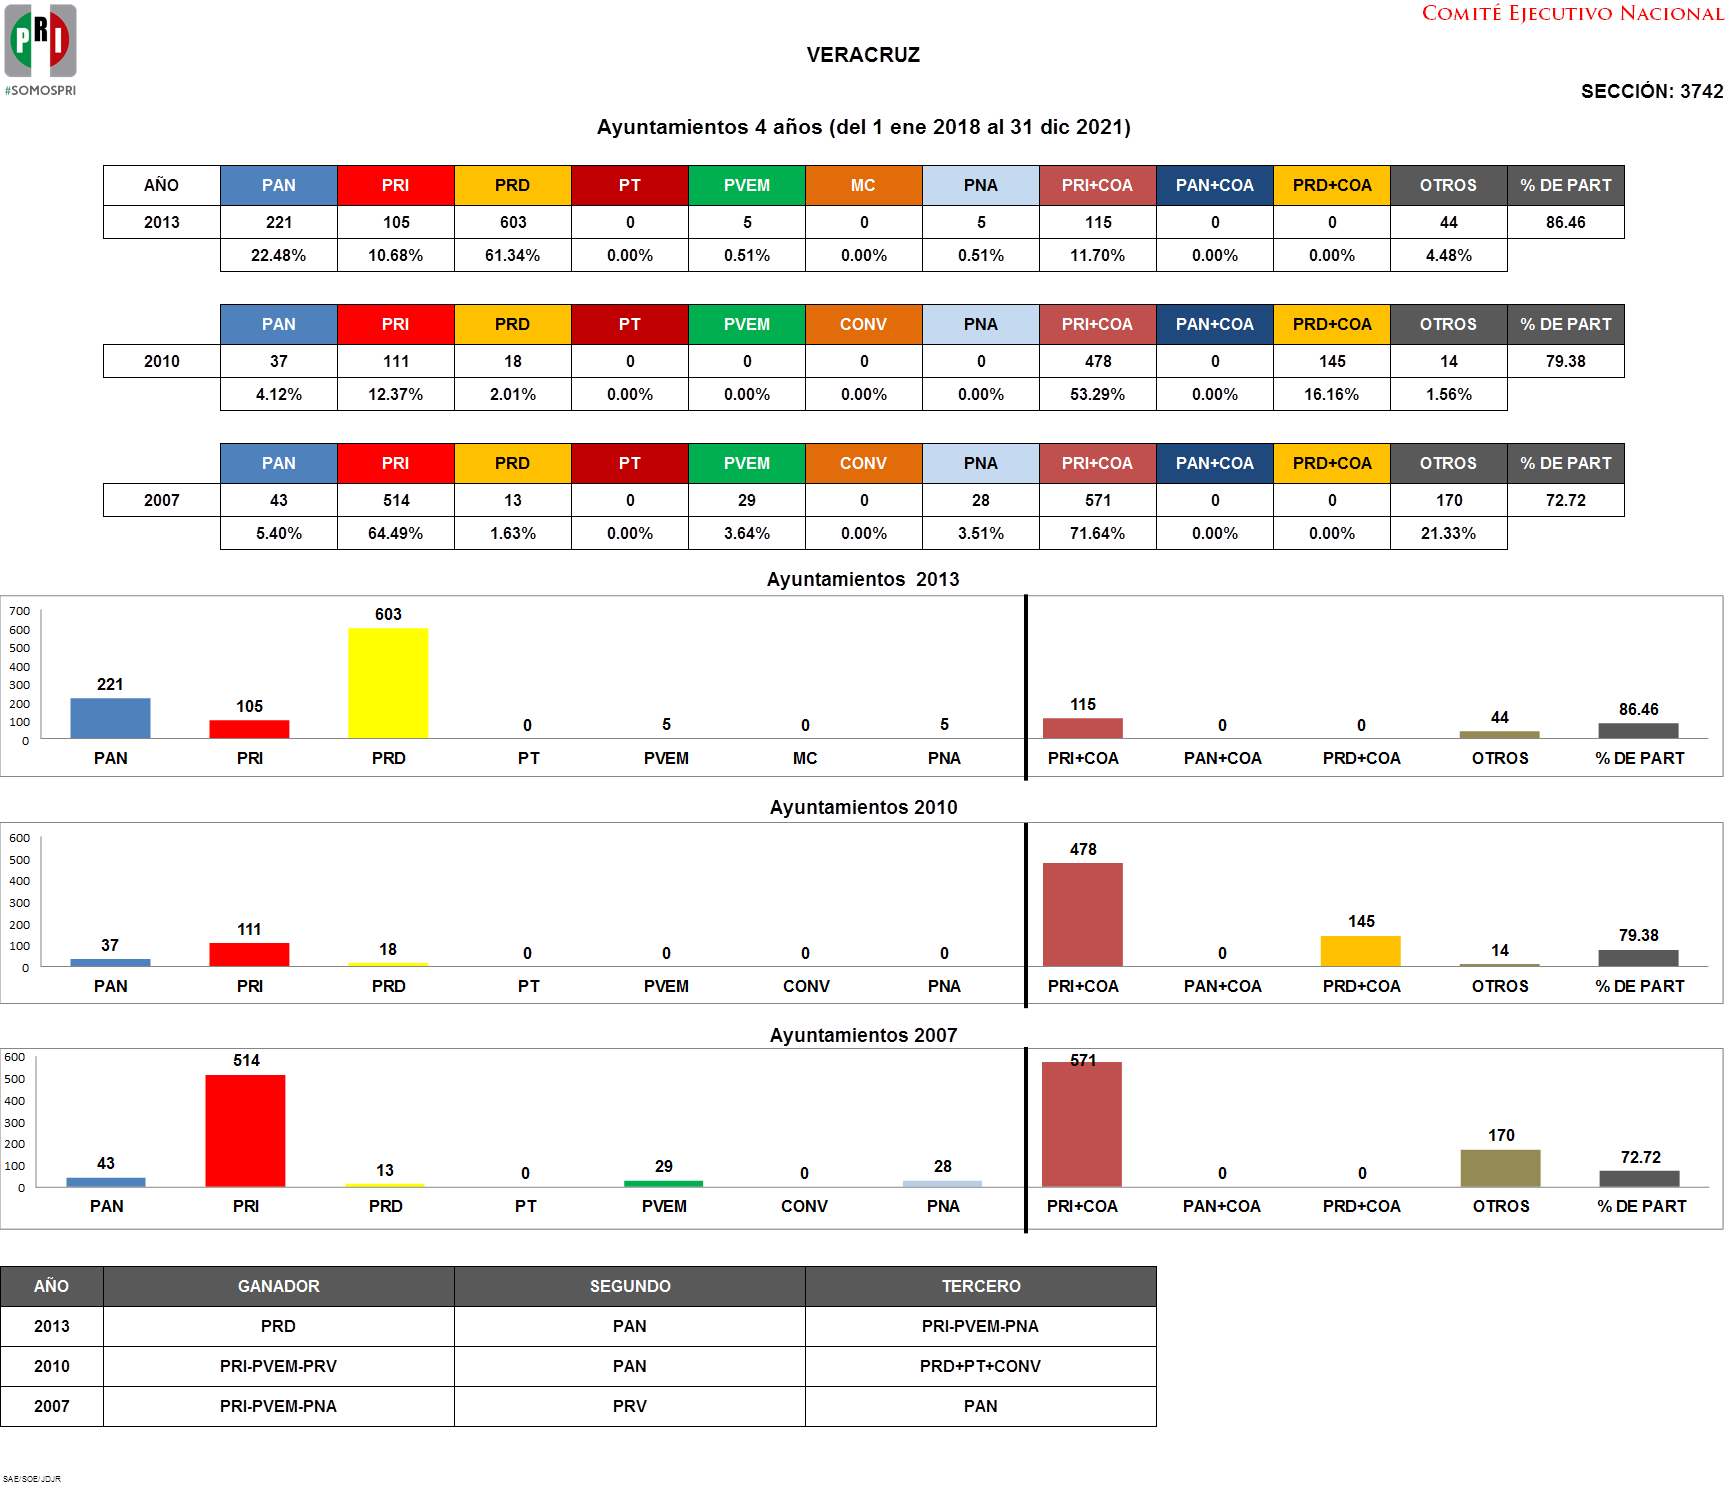 PRI
#SOMOSPRI
COMITÉ EJECUTIVO NACIONAL
VERACRUZ
SECCIÓN: 3742
Ayuntamientos 4 años (del 1 ene 2018 al 31 dic 2021)
AÑO PAN PRI PRD PT PVEM MC PNA PRI+COA PAN+COA PRD+COA OTROS % DE PART
2013 221 105 603 0 5 0 5 115 0 0 44 86.46
22.48% 10.68% 61.34% 0.00% 0.51% 0.00% 0.51% 11.70% 0.00% 0.00% 4.48%
PAN PRI PRD PT PVEM CONV PNA PRI+COA PAN+COA PRD+COA OTROS % DE PART
2010 37 111 18 0 0 0 0 478 0 145 14 79.38
4.12% 12.37% 2.01% 0.00% 0.00% 0.00% 0.00% 53.29% 0.00% 16.16% 1.56%
PAN PRI PRD PT PVEM CONV PNA PRI+COA PAN+COA PRD+COA OTROS % DE PART
2007 43 514 13 0 29 0 28 571 0 0 170 72.72
5.40% 64.49% 1.63% 0.00% 3.64% 0.00% 3.51% 71.64% 0.00% 0.00% 21.33%
Ayuntamientos 2013
700
600
500
400
300
200
100
0
221 105 603 0 5 0 5 115 0 0 44 86.46
PAN PRI PRD PT PVEM MC PNA PRI+COA PAN+COA PRD+COA OTROS % DE PART
Ayuntamientos 2010
600
500
400
300
200
100
0
37 111 18 0 0 0 0 478 0 145 14 79.38
PAN PRI PRD PT PVEM CONV PNA PRI+COA PAN+COA PRD+COA OTROS % DE PART
Ayuntamientos 2007
600
500
400
300
200
100
0
43 514 13 0 29 0 28 571 0 0 170 72.72
PAN PRI PRD PT PVEM CONV PNA PRI+COA PAN+COA PRD+COA OTROS % DE PART
AÑO GANADOR SEGUNDO TERCERO
2013 PRD PAN PRI-PVEM-PNA
2010 PRI-PVEM-PRV PAN PRD+PT+CONV
2007 PRI-PVEM-PNA PRV PAN
SAE/SOE/JDJR